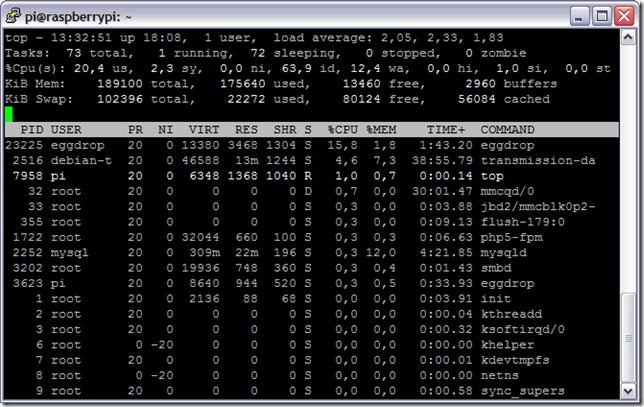 pi@raspberrypi: ~
top - 13:32:51 up 18:08,  1 user,  load average: 2,05, 2,33, 1,83
Tasks:  73 total,   1 running,  72 sleeping,   0 stopped,   0 zombie
%Cpu(s): 20,4 us,  2,3 sy,  0,0 ni, 63,9 id, 12,4 wa,  0,0 hi,  1,0 si,  0,0 st
KiB Mem:    189100 total,   175640 used,    13460 free,     2960 buffers
KiB Swap:   102396 total,    22272 used,    80124 free,    56084 cached
PID USER      PR  NI  VIRT  RES  SHR S  %CPU %MEM    TIME+  COMMAND
23225 eggdrop   20   0 13380 3468 1304 S  15,8  1,8   1:43.20 eggdrop
2516 debian-t  20   0 46588  13m 1244 S   4,6  7,3  38:55.79 transmission-da
7958 pi        20   0  6348 1368 1040 R   1,0  0,7   0:00.14 top
32 root      20   0     0    0    0 D   0,7  0,0  30:01.47 mmcqd/0
33 root      20   0     0    0    0 S   0,3  0,0   0:03.88 jbd2/mmcblk0p2-
355 root      20   0     0    0    0 S   0,3  0,0   0:09.13 flush-179:0
1722 root      20   0 32044  660  100 S   0,3  0,3   0:06.63 php5-fpm
2252 mysql     20   0  309m  22m  196 S   0,3 12,0   4:21.85 mysqld
3202 root      20   0 19936  748  360 S   0,3  0,4   0:01.43 smbd
3623 pi        20   0  8640  944  520 S   0,3  0,5   0:33.93 eggdrop
1 root      20   0  2136   88   68 S   0,0  0,0   0:03.91 init
2 root      20   0     0    0    0 S   0,0  0,0   0:00.04 kthreadd
3 root      20   0     0    0    0 S   0,0  0,0   0:00.32 ksoftirqd/0
6 root       0 -20     0    0    0 S   0,0  0,0   0:00.00 khelper
7 root      20   0     0    0    0 S   0,0  0,0   0:00.01 kdevtmpfs
8 root       0 -20     0    0    0 S   0,0  0,0   0:00.00 netns
9 root      20   0     0    0    0 S   0,0  0,0   0:00.58 sync_supers